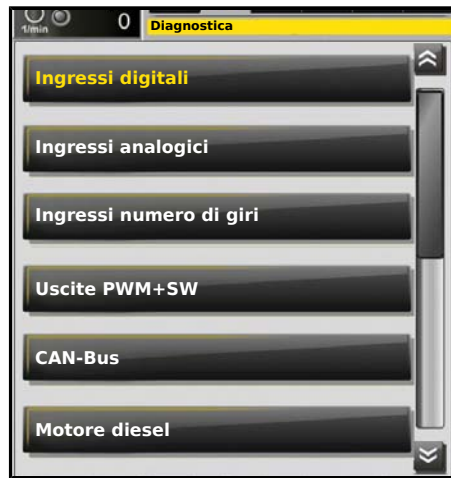 1/min 0 Diagnostica
Ingressi digitali
Ingressi analogici
Ingressi numero di giri
Uscite PWM+SW
CAN-Bus
Motore diesel